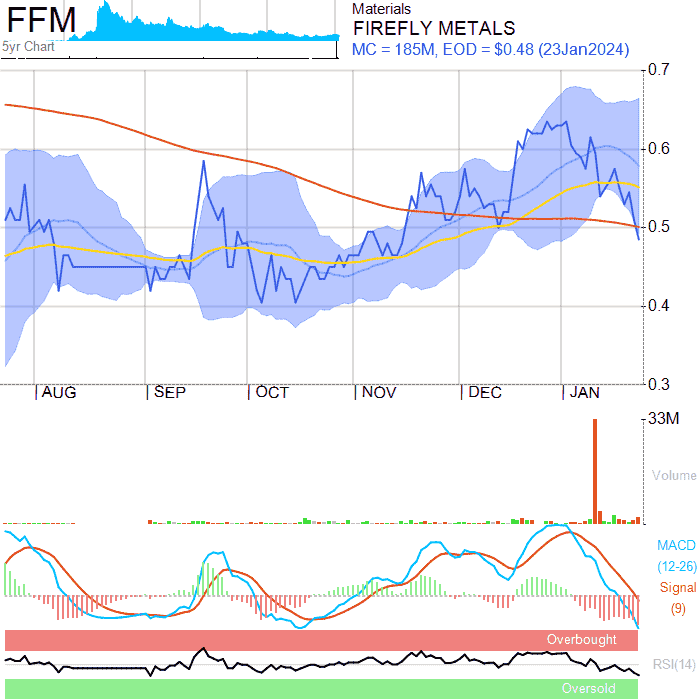 FFM
5yr Chart
Materials
FIREFLY METALS
MC = 185M, EOD = $0.48 (23Jan2024)
0.7
0.6
0.5
0.4
0.3
AUG
SEP
OCT
NOV
DEC
JAN
33M
Volume
MACD
(12-26)
Signal
(9)
Overbought
RSI(14)
Oversold